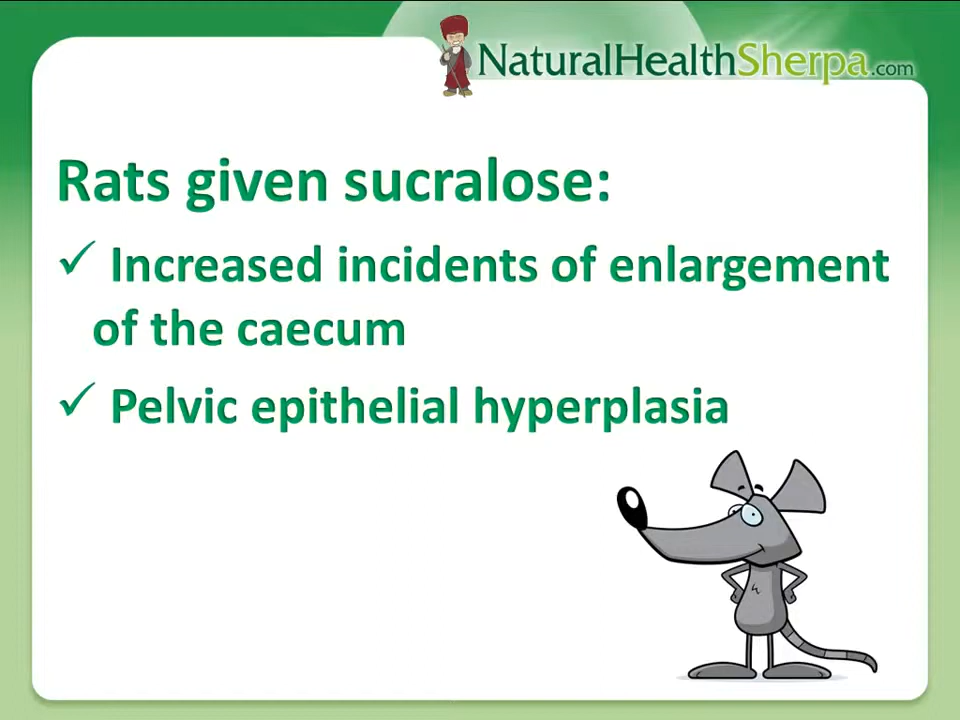 NaturalHealthSherpa.com
Rats given sucralose:
✓ Increased incidents of enlargement
of the caecum
✓ Pelvic epithelial hyperplasia